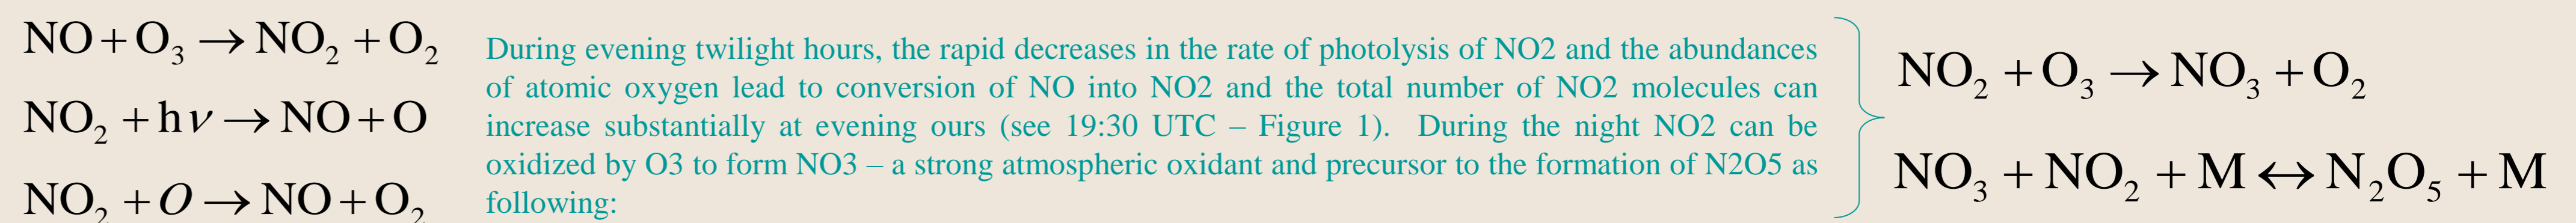 NO + O₃ → NO₂ + O₂
NO₂ + hν → NO + O
NO₂ + O → NO + O₂
During evening twilight hours, the rapid decreases in the rate of photolysis of NO2 and the abundances
of atomic oxygen lead to conversion of NO into NO2 and the total number of NO2 molecules can
increase substantially at evening ours (see 19:30 UTC – Figure 1). During the night NO2 can be
oxidized by O3 to form NO3 – a strong atmospheric oxidant and precursor to the formation of N2O5 as
following:
NO₂ + O₃ → NO₃ + O₂
NO₃ + NO₂ + M ↔ N₂O₅ + M